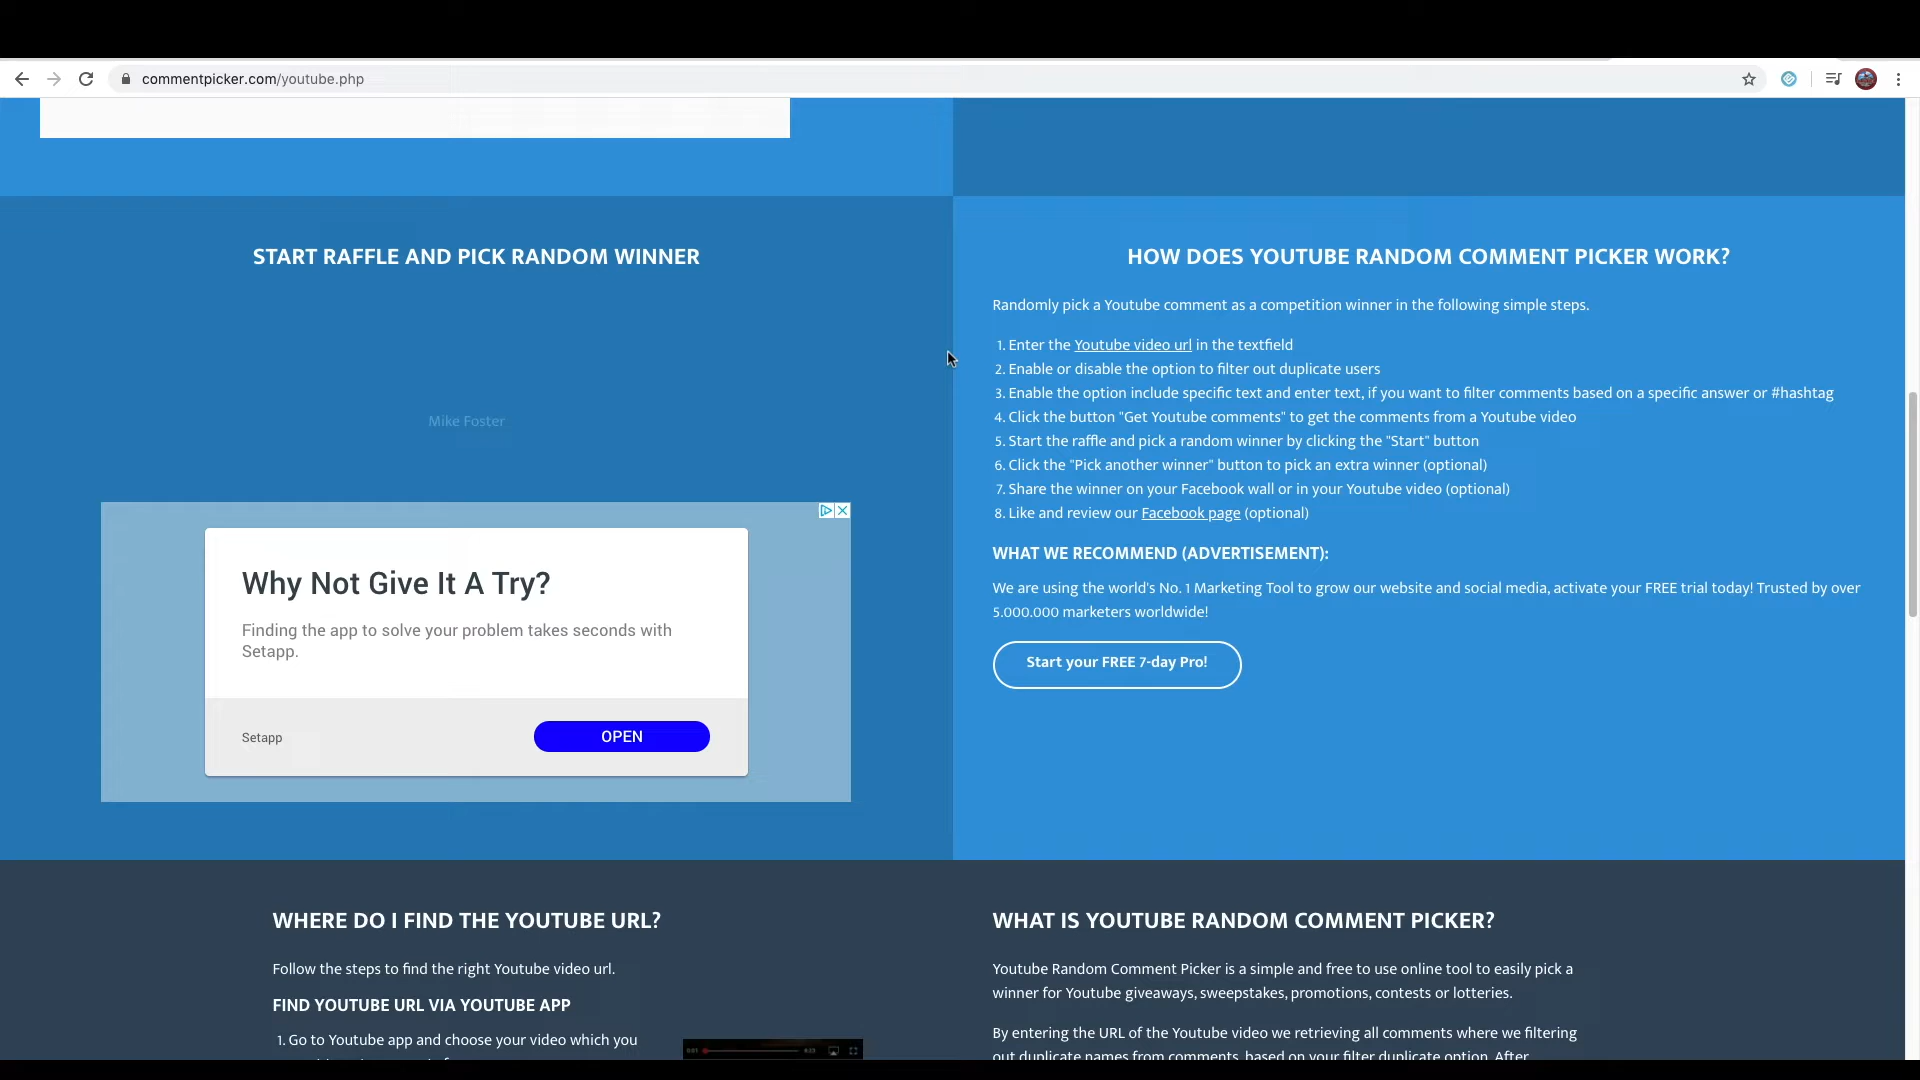 commentpicker.com/youtube.php
START RAFFLE AND PICK RANDOM WINNER
Mike Foster
Why Not Give It A Try?
Finding the app to solve your problem takes seconds with
Setapp.
Setapp
OPEN
HOW DOES YOUTUBE RANDOM COMMENT PICKER WORK?
Randomly pick a Youtube comment as a competition winner in the following simple steps.
1. Enter the Youtube video url in the textfield
2. Enable or disable the option to filter out duplicate users
3. Enable the option include specific text and enter text, if you want to filter comments based on a specific answer or #hashtag
4. Click the button "Get Youtube comments" to get the comments from a Youtube video
5. Start the raffle and pick a random winner by clicking the "Start" button
6. Click the "Pick another winner" button to pick an extra winner (optional)
7. Share the winner on your Facebook wall or in your Youtube video (optional)
8. Like and review our Facebook page (optional)
WHAT WE RECOMMEND (ADVERTISEMENT):
We are using the world's No. 1 Marketing Tool to grow our website and social media, activate your FREE trial today! Trusted by over
5.000.000 marketers worldwide!
Start your FREE 7-day Pro!
WHERE DO I FIND THE YOUTUBE URL?
Follow the steps to find the right Youtube video url.
FIND YOUTUBE URL VIA YOUTUBE APP
1. Go to Youtube app and choose your video which you
WHAT IS YOUTUBE RANDOM COMMENT PICKER?
Youtube Random Comment Picker is a simple and free to use online tool to easily pick a
winner for Youtube giveaways, sweepstakes, promotions, contests or lotteries.
By entering the URL of the Youtube video we retrieving all comments where we filtering
out duplicate names from comments, based on your filter duplicate option. After